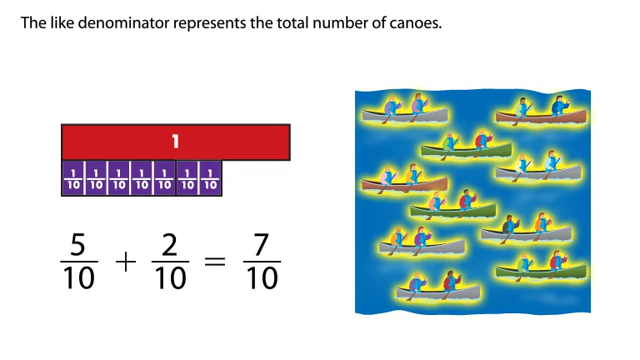 The like denominator represents the total number of canoes.
1
1/10 1/10 1/10 1/10 1/10 1/10 1/10
5/10 + 2/10 = 7/10